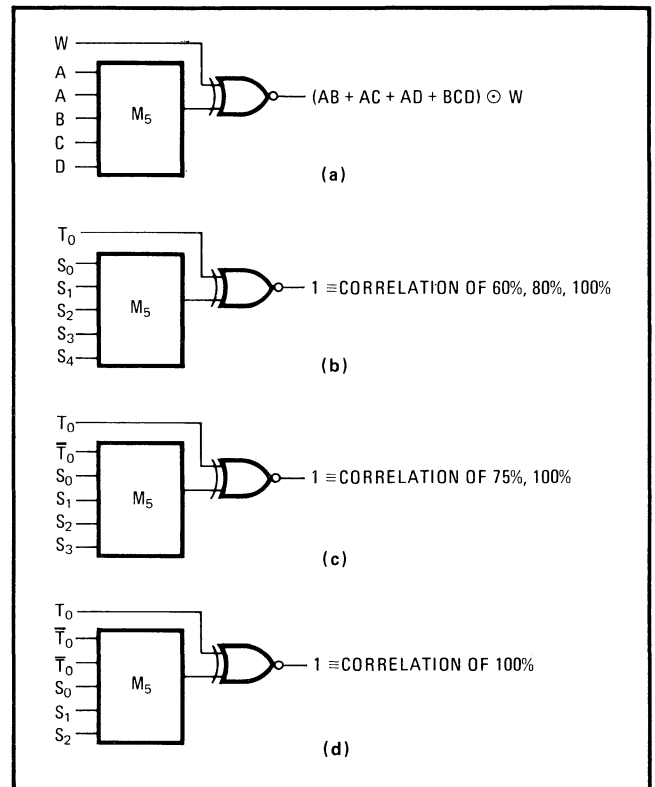 W
A
A
B
C
D
M₅
(AB + AC + AD + BCD) ⊙ W
(a)
T₀
S₀
S₁
S₂
S₃
S₄
M₅
1 ≡CORRELATION OF 60%, 80%, 100%
(b)
T₀
T̅₀
S₀
S₁
S₂
S₃
M₅
1 ≡CORRELATION OF 75%, 100%
(c)
T₀
T̅₀
T̅₀
S₀
S₁
S₂
M₅
1 ≡CORRELATION OF 100%
(d)